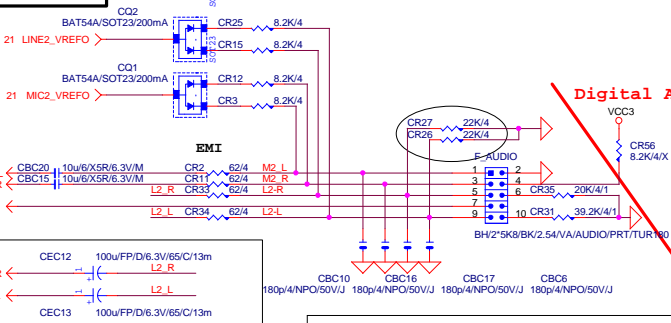 CQ2
BAT54A/SOT23/200mA
CR25 8.2K/4
21 LINE2_VREFO
SOT23
CR15 8.2K/4
CQ1
BAT54A/SOT23/200mA
CR12 8.2K/4
21 MIC2_VREFO
CR3 8.2K/4
Digital A
VCC3
CR27 22K/4
CR26 22K/4
CR56
8.2K/4/X
EMI
F_AUDIO
CBC20 10u/6/X5R/6.3V/M CR2 62/4 M2_L 1 2
CBC15 10u/6/X5R/6.3V/M CR11 62/4 M2_R 3 4
L2_R CR33 62/4 L2-R 5 6 CR35 20K/4/1
7 8
L2_L CR34 62/4 L2-L 9 10 CR31 39.2K/4/1
BH/2*5K8/BK/2.54/VA/AUDIO/PRT/TUR180
CEC12 100u/FP/D/6.3V/65/C/13m
1 L2_R
1 L2_L
CEC13 100u/FP/D/6.3V/65/C/13m
CBC10 CBC16 CBC17 CBC6
180p/4/NPO/50V/J 180p/4/NPO/50V/J 180p/4/NPO/50V/J 180p/4/NPO/50V/J